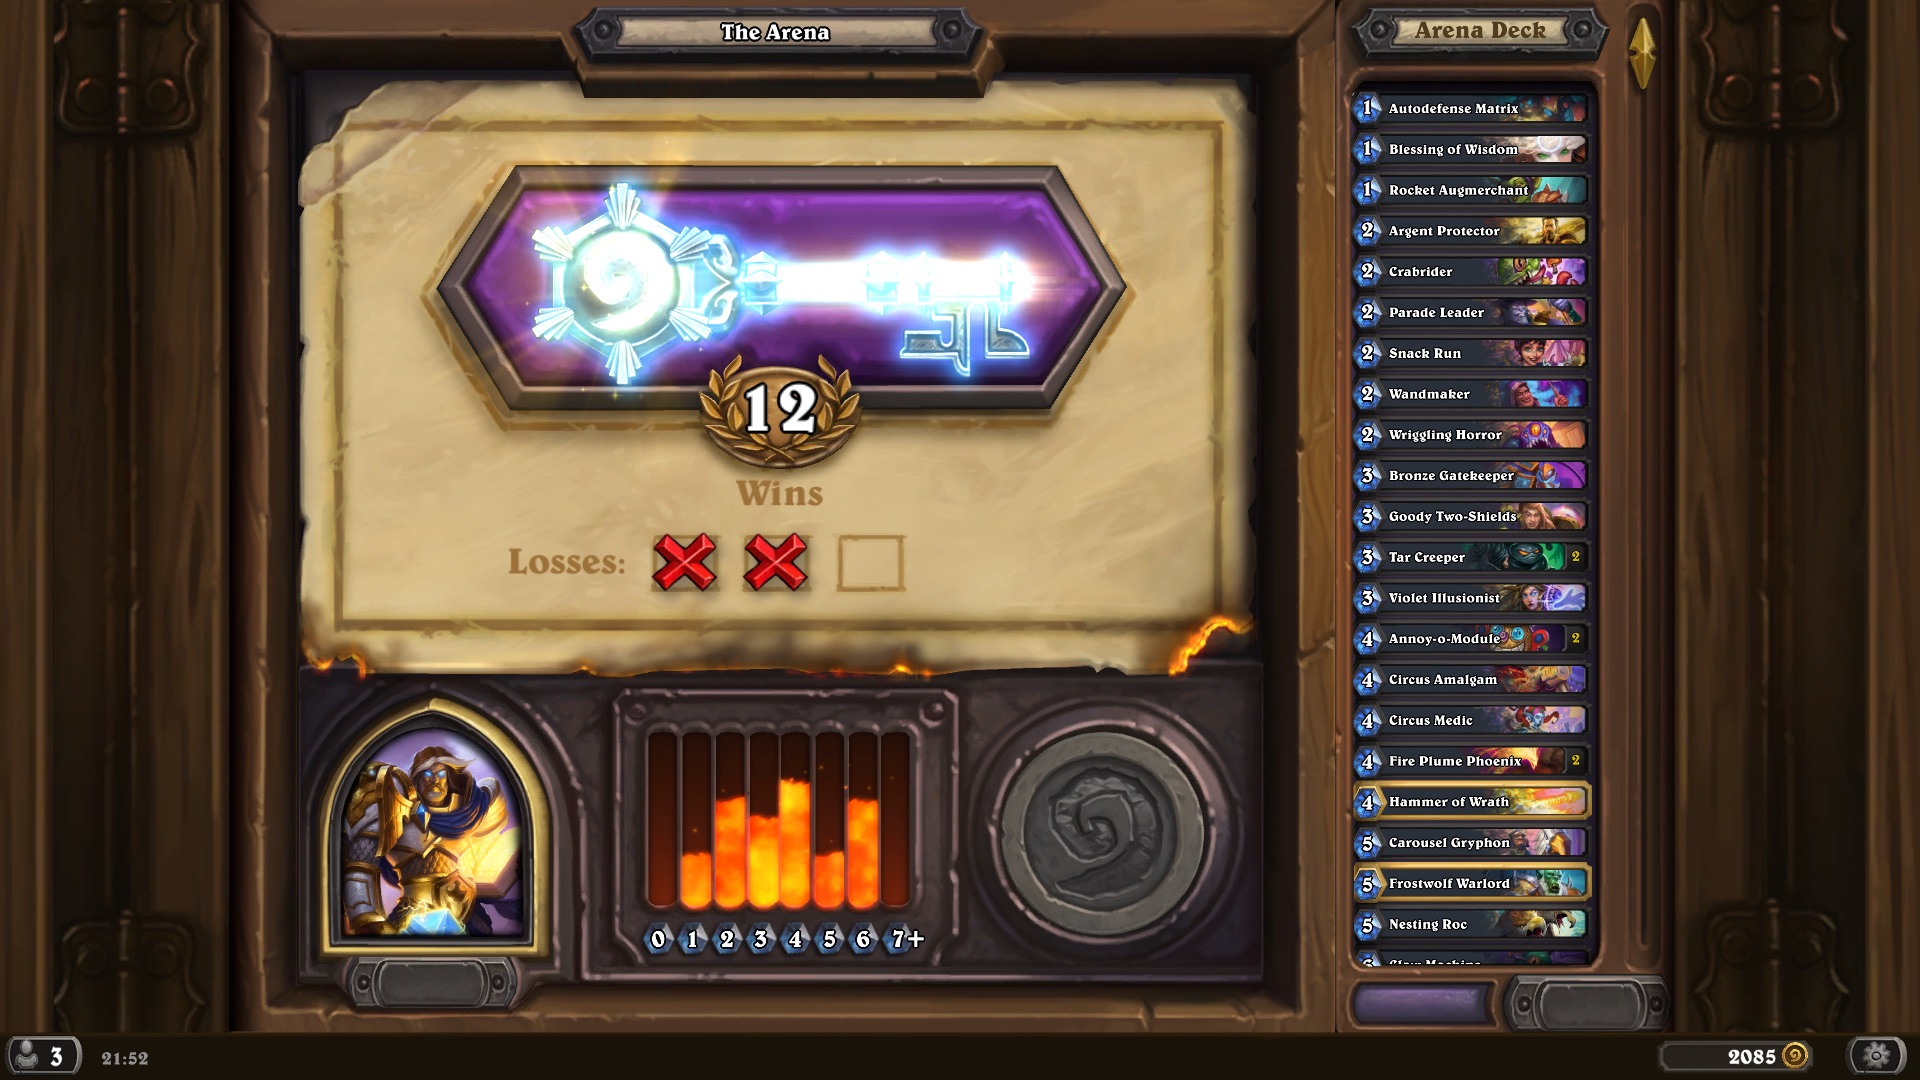 The Arena
12
Wins
Losses:
0 1 2 3 4 5 6 7+
Arena Deck
1 Autodefense Matrix
1 Blessing of Wisdom
1 Rocket Augmerchant
2 Argent Protector
2 Crabrider
2 Parade Leader
2 Snack Run
2 Wandmaker
2 Wriggling Horror
3 Bronze Gatekeeper
3 Goody Two-Shields
3 Tar Creeper 2
3 Violet Illusionist
4 Annoy-o-Module 2
4 Circus Amalgam
4 Circus Medic
4 Fire Plume Phoenix 2
4 Hammer of Wrath
5 Carousel Gryphon
5 Frostwolf Warlord
5 Nesting Roc
3
21:52
2085